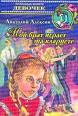 ДЕВОЧЕК
Анатолий Алексин
Мой брат играет
на кларнете